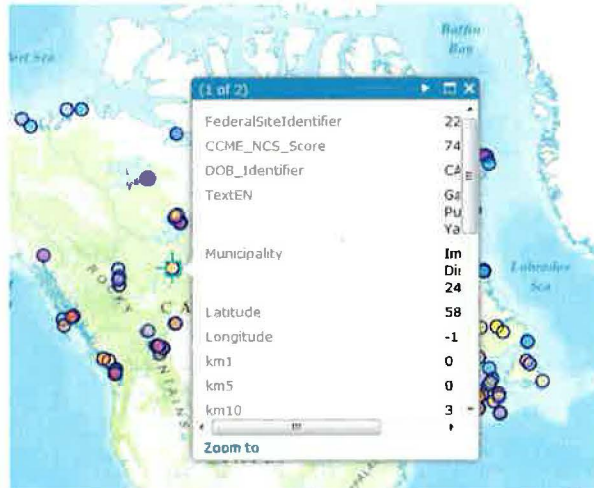 Baffin
Bay
(1 of 2)
FederalSiteIdentifier 22
CCME_NCS_Score 74
DOB_Identifier CA
TextEN Ga
Pu
Ya
Municipality Im
Dir
24
Latitude 58
Longitude -1
km1 0
km5 0
km10 3
Zoom to
Labrador
Sea
ROCKY
MOUNTAINS
CA